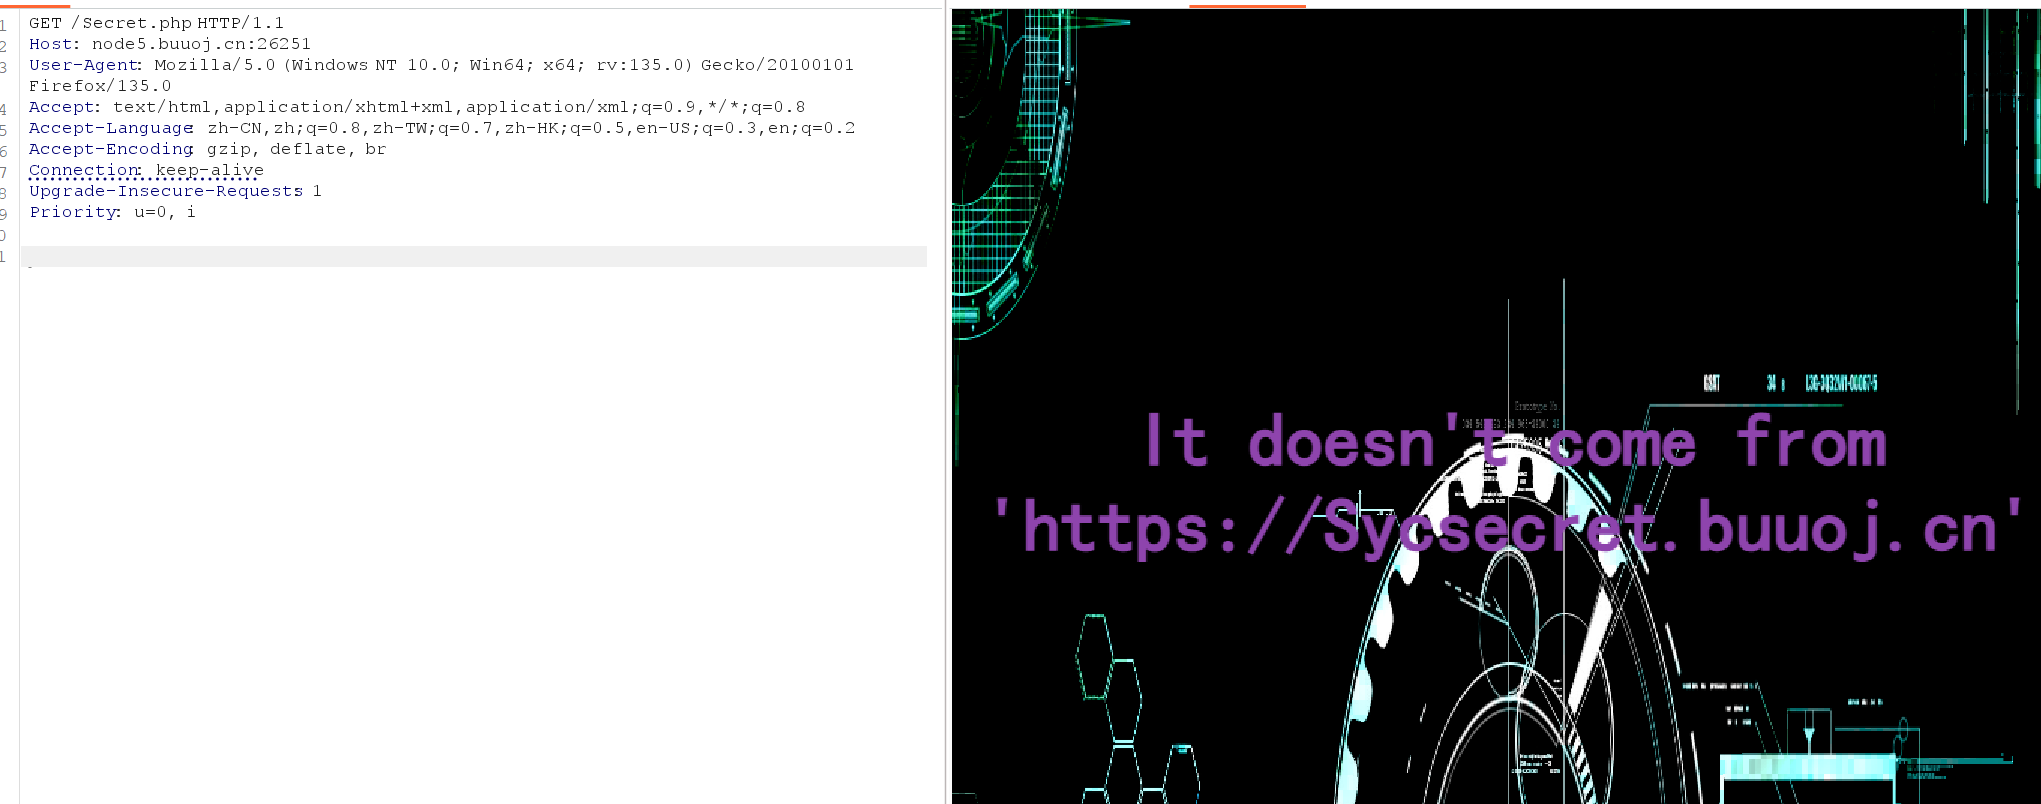 1 GET /Secret.php HTTP/1.1
2 Host: node5.buuoj.cn:26251
3 User-Agent: Mozilla/5.0 (Windows NT 10.0; Win64; x64; rv:135.0) Gecko/20100101
Firefox/135.0
4 Accept: text/html,application/xhtml+xml,application/xml;q=0.9,*/*;q=0.8
5 Accept-Language: zh-CN,zh;q=0.8,zh-TW;q=0.7,zh-HK;q=0.5,en-US;q=0.3,en;q=0.2
6 Accept-Encoding: gzip, deflate, br
7 Connection: keep-alive
8 Upgrade-Insecure-Requests: 1
9 Priority: u=0, i
0
1
It doesn't come from
'https://Sycsecret.buuoj.cn'